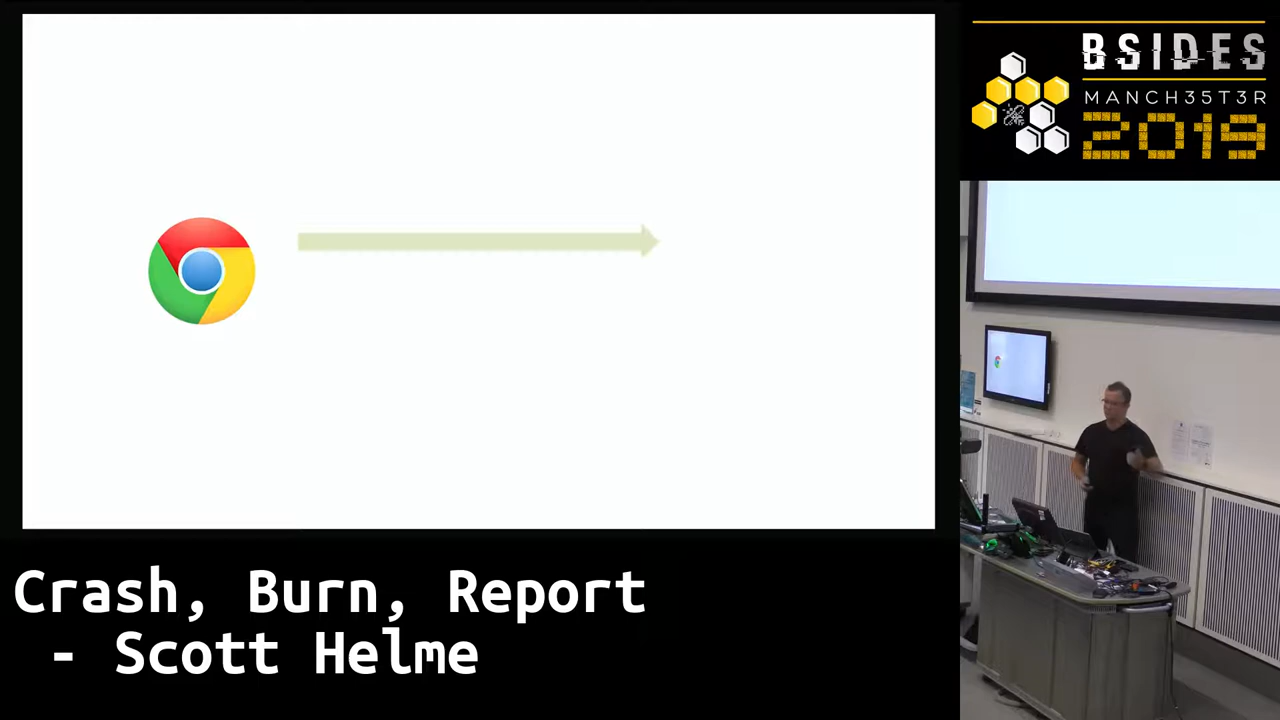 BSIDES
MANCH35T3R
2019
Crash, Burn, Report
- Scott Helme